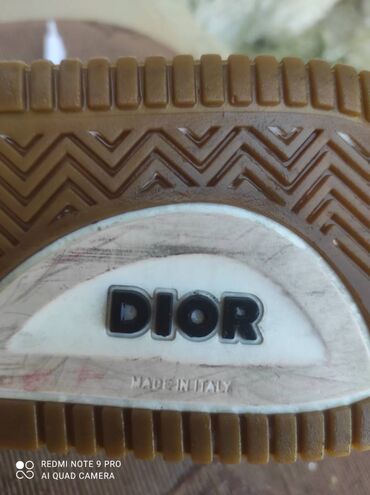 DIOR
MADE IN ITALY
REDMI NOTE 9 PRO
AI QUAD CAMERA